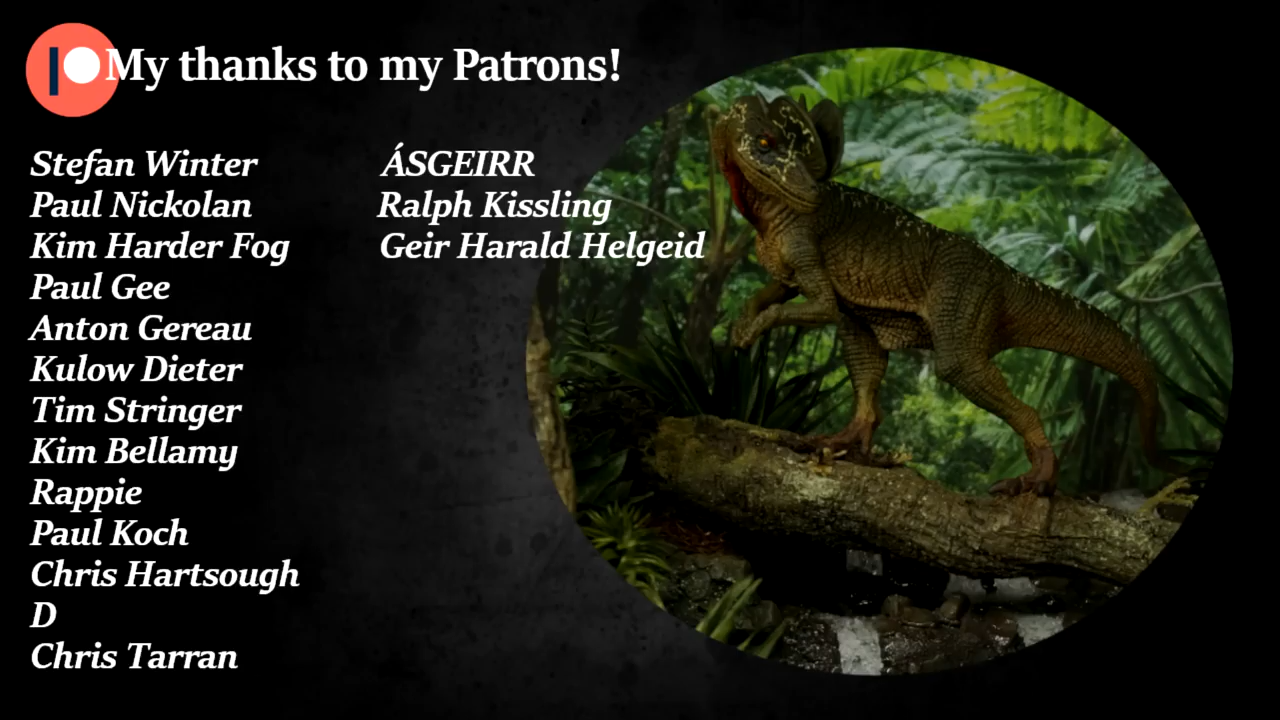 My thanks to my Patrons!
Stefan Winter
Paul Nickolan
Kim Harder Fog
Paul Gee
Anton Gereau
Kulow Dieter
Tim Stringer
Kim Bellamy
Rappie
Paul Koch
Chris Hartsough
D
Chris Tarran
ÁSGEIRR
Ralph Kissling
Geir Harald Helgeid